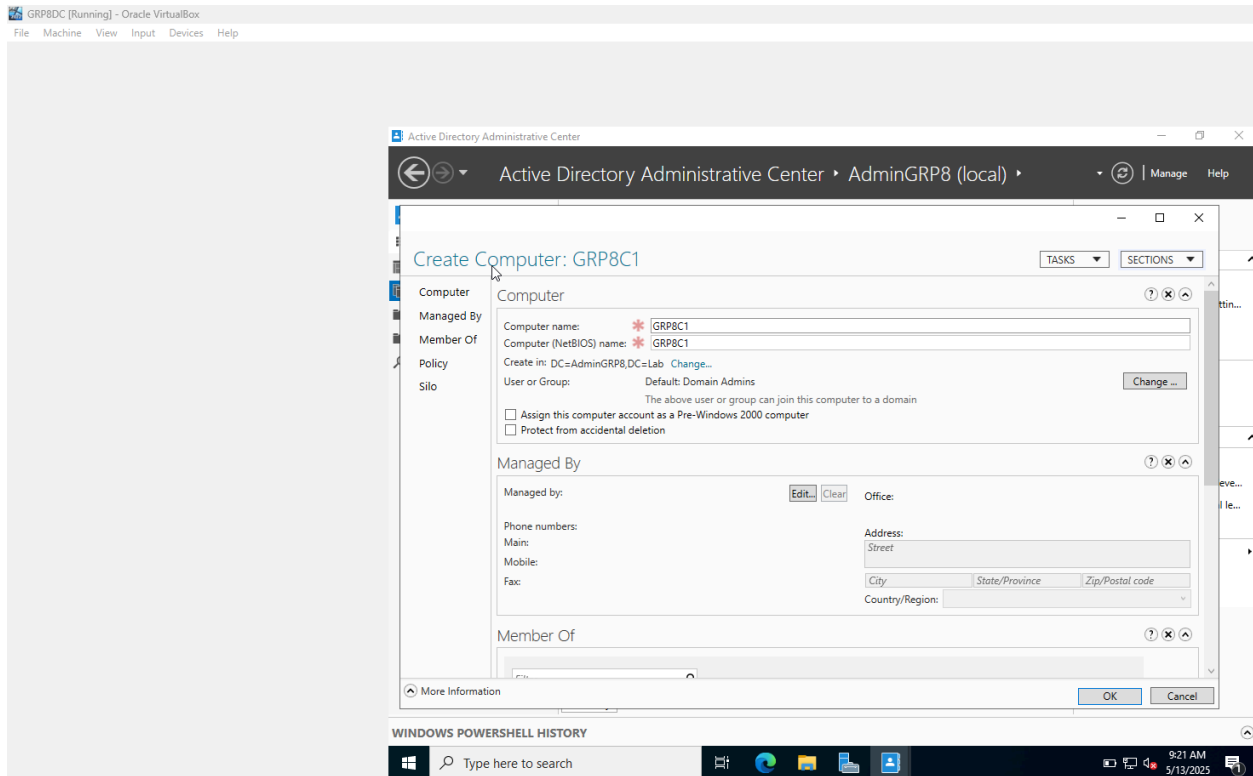 GRP8DC [Running] - Oracle VirtualBox
File Machine View Input Devices Help
Active Directory Administrative Center
Active Directory Administrative Center • AdminGRP8 (local) •
Manage Help
Create Computer: GRP8C1
TASKS SECTIONS
Computer
Managed By
Member Of
Policy
Silo
Computer
Computer name: GRP8C1
Computer (NetBIOS) name: GRP8C1
Create in: DC=AdminGRP8,DC=Lab Change...
User or Group: Default: Domain Admins Change ...
The above user or group can join this computer to a domain
Assign this computer account as a Pre-Windows 2000 computer
Protect from accidental deletion
Managed By
Managed by: Edit... Clear Office:
Phone numbers:
Main:
Mobile:
Fax:
Address:
Street
City State/Province Zip/Postal code
Country/Region:
Member Of
More Information
OK Cancel
WINDOWS POWERSHELL HISTORY
Type here to search
9:21 AM
5/13/2025
1